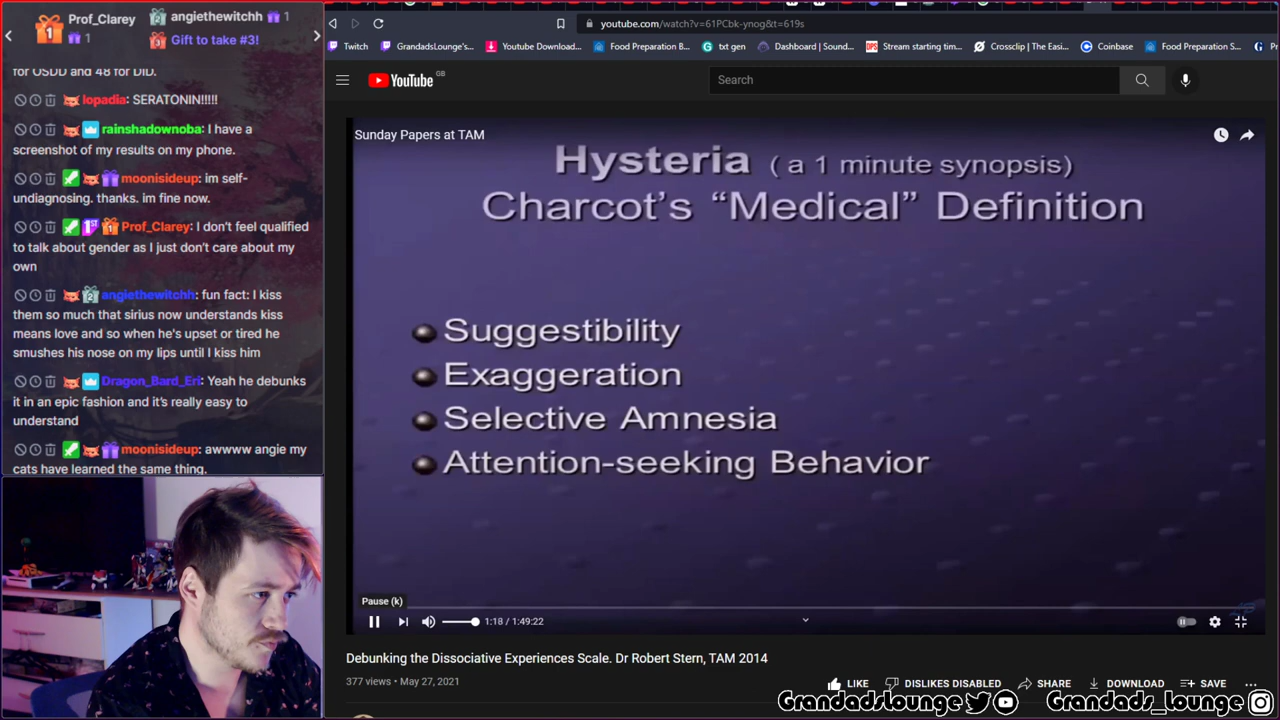 Prof_Clarey
1
1
2
angiethewitchh 1
3
Gift to take #3!
for OSDD and 48 for DID.
lopadia: SERATONIN!!!!!
rainshadownoba: I have a
screenshot of my results on my phone.
moonisideup: im self-
undiagnosing. thanks. im fine now.
Prof_Clarey: I don't feel qualified
to talk about gender as I just don't care about my
own
angiethewitchh: fun fact: I kiss
them so much that sirius now understands kiss
means love and so when he's upset or tired he
smushes his nose on my lips until I kiss him
Dragon_Bard_Eri: Yeah he debunks
it in an epic fashion and it's really easy to
understand
moonisideup: awwww angie my
cats have learned the same thing.
youtube.com/watch?v=61PCbk-ynog&t=619s
Twitch
GrandadsLounge's...
Youtube Download...
Food Preparation B...
txt gen
Dashboard | Sound...
Stream starting tim...
Crossclip | The Easi...
Coinbase
Food Preparation S...
YouTube GB
Search
Sunday Papers at TAM
Hysteria ( a 1 minute synopsis)
Charcot's “Medical” Definition
Suggestibility
Exaggeration
Selective Amnesia
Attention-seeking Behavior
Pause (k)
1:18 / 1:49:22
Debunking the Dissociative Experiences Scale. Dr Robert Stern, TAM 2014
377 views • May 27, 2021
LIKE
DISLIKES DISABLED
SHARE
DOWNLOAD
SAVE
GrandadsLounge
Grandads_lounge